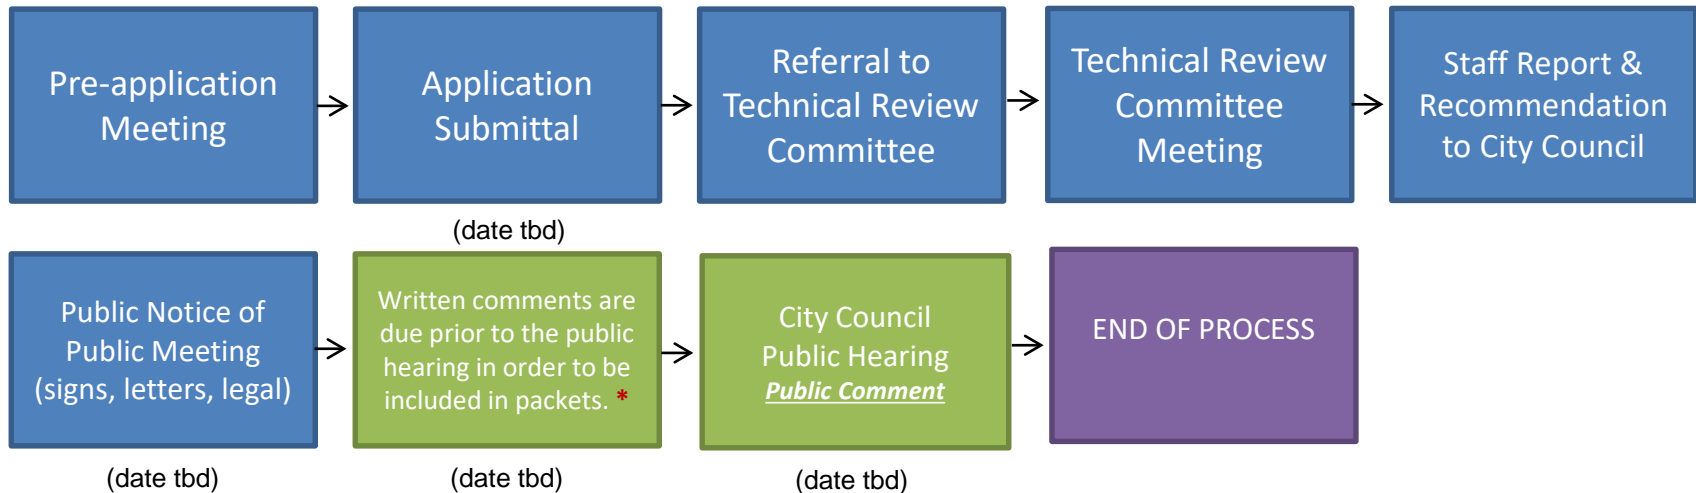 Pre-application
Meeting
Application
Submittal
Referral to
Technical Review
Committee
Technical Review
Committee
Meeting
Staff Report &
Recommendation
to City Council
(date tbd)
Public Notice of
Public Meeting
(signs, letters, legal)
Written comments are
due prior to the public
hearing in order to be
included in packets. *
City Council
Public Hearing
Public Comment
END OF PROCESS
(date tbd)
(date tbd)
(date tbd)